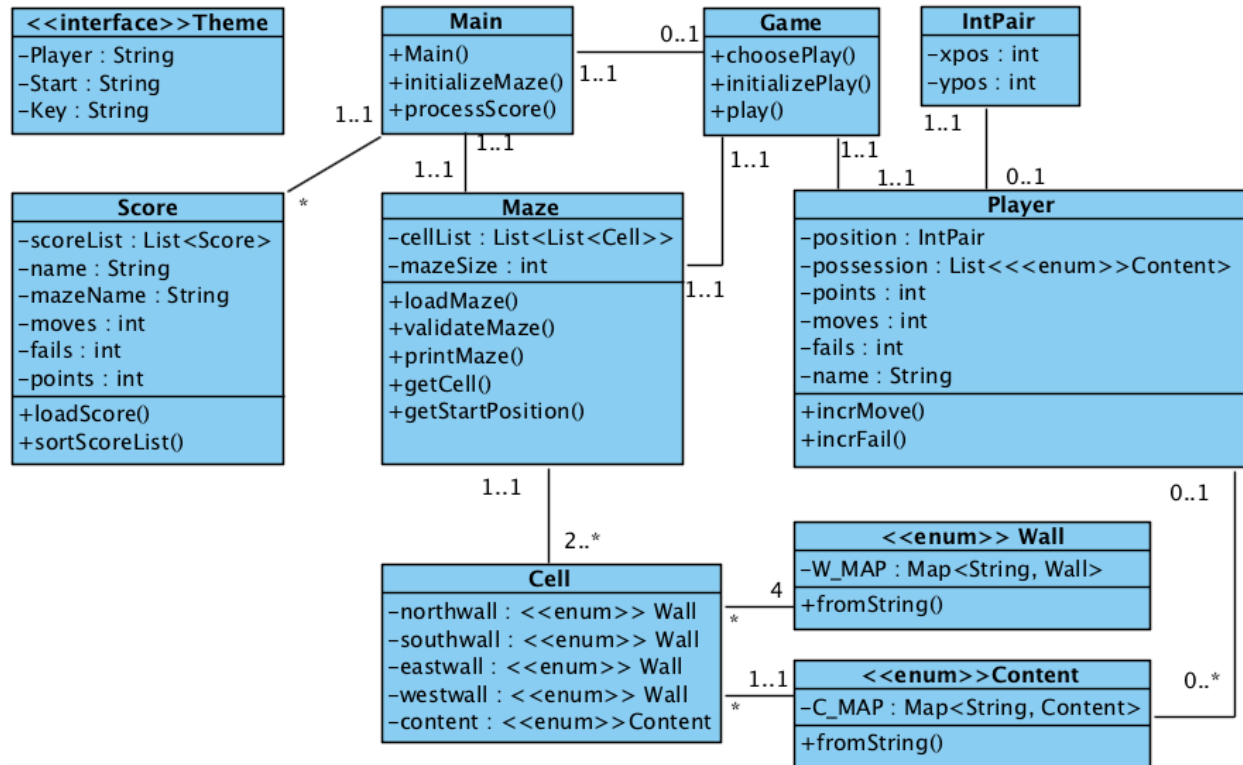 <<interface>>Theme
-Player : String
-Start : String
-Key : String
Main
+Main()
+initializeMaze()
+processScore()
0..1
1..1
Game
+choosePlay()
+initializePlay()
+play()
IntPair
-xpos : int
-ypos : int
1..1
1..1
1..1
1..1
1..1
1..1
1..1
0..1
*
Score
-scoreList : List<Score>
-name : String
-mazeName : String
-moves : int
-fails : int
-points : int
+loadScore()
+sortScoreList()
Maze
-cellList : List<List<Cell>>
-mazeSize : int
+loadMaze()
+validateMaze()
+printMaze()
+getCell()
+getStartPosition()
1..1
Player
-position : IntPair
-possession : List<<<enum>>Content>
-points : int
-moves : int
-fails : int
-name : String
+incrMove()
+incrFail()
1..1
2..*
0..1
Cell
-northwall : <<enum>> Wall
-southwall : <<enum>> Wall
-eastwall : <<enum>> Wall
-westwall : <<enum>> Wall
-content : <<enum>>Content
4
*
1..1
*
<<enum>> Wall
-W_MAP : Map<String, Wall>
+fromString()
<<enum>>Content
-C_MAP : Map<String, Content>
+fromString()
0..*